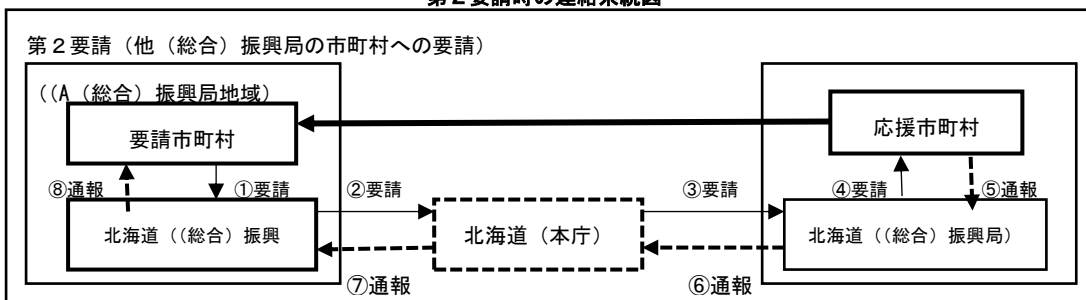 第２要請時の連絡系統図
第２要請（他（総合）振興局の市町村への要請）
（(A（総合）振興局地域）
要請市町村
応援市町村
⑧通報
①要請
②要請
③要請
④要請
⑤通報
北海道（(総合）振興
北海道（本庁）
北海道（(総合）振興局）
⑦通報
⑥通報